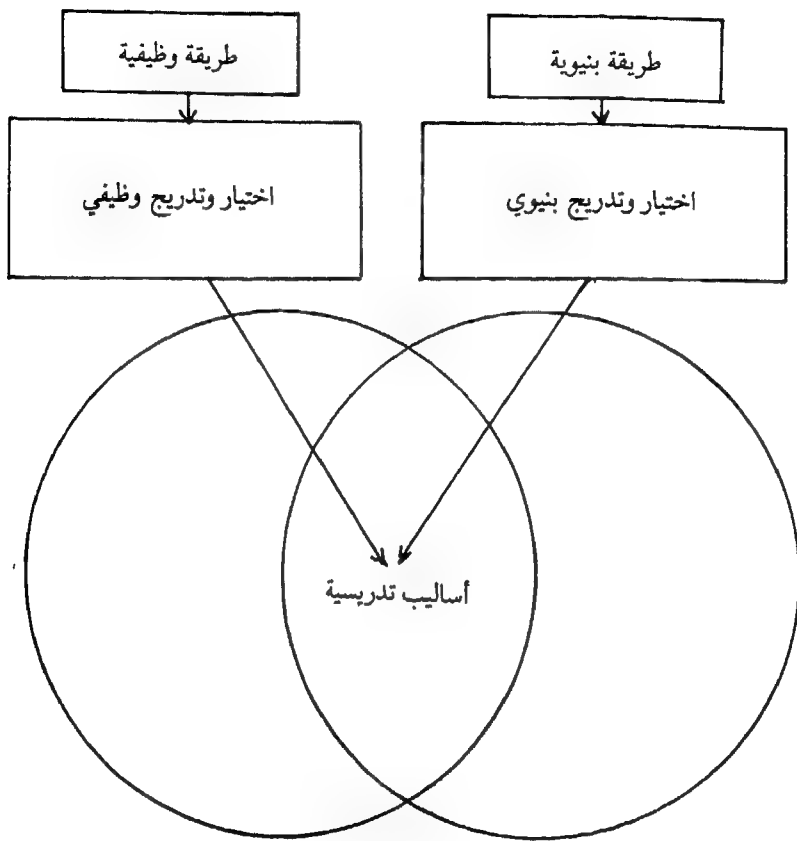 طريقة بنيوية
طريقة وظيفية
اختيار وتدريج بنيوي
اختيار وتدريج وظيفي
أساليب تدريسية